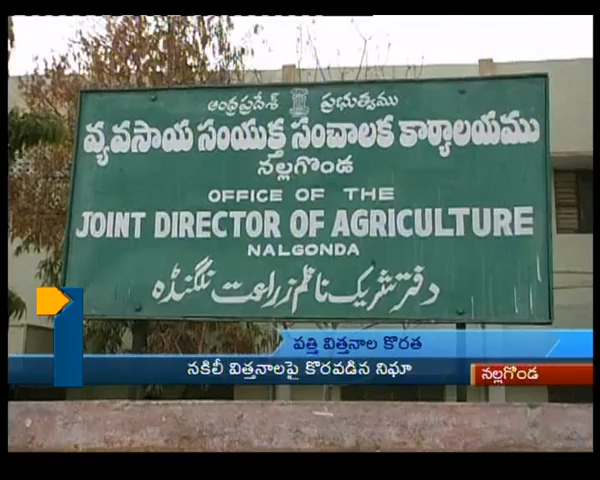 ఆంధ్రప్రదేశ్ ప్రభుత్వము
వ్యవసాయ సంయుక్త సంచాలక కార్యాలయము
నల్లగొండ
OFFICE OF THE
JOINT DIRECTOR OF AGRICULTURE
NALGONDA
دفتر شریک ناظم زراعت نلگنڈہ
పత్తి విత్తనాల కొరత
నకిలీ విత్తనాలపై కొరవడిన నిఘా
నల్లగొండ